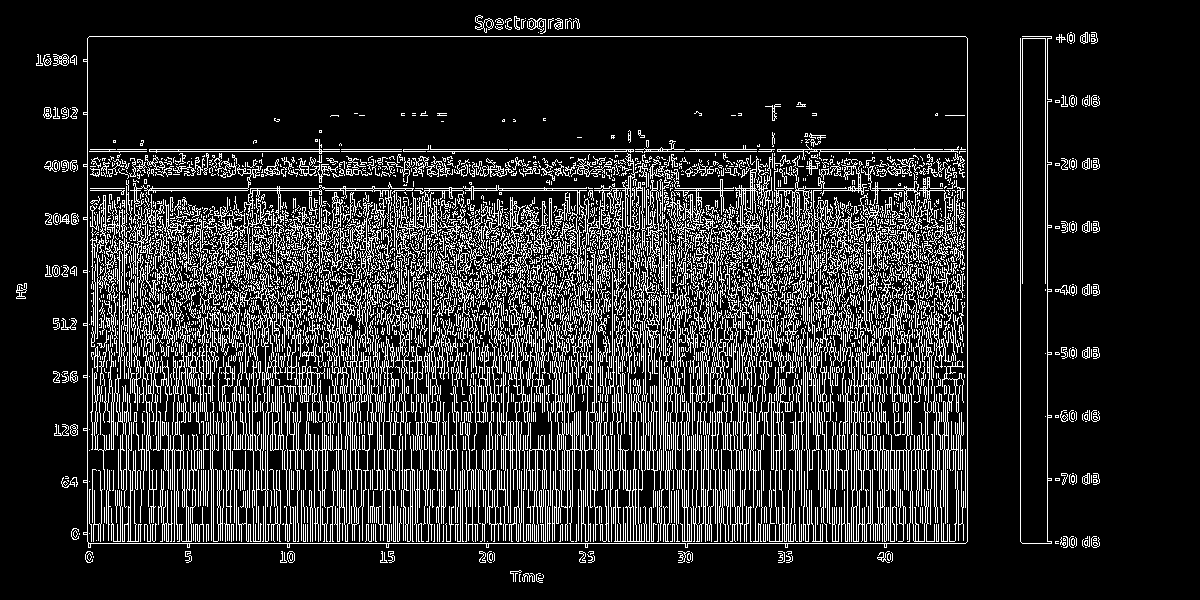 Spectrogram
16384
8192
4096
2048
1024
512
256
128
64
0
Hz
0 5 10 15 20 25 30 35 40
Time
+0 dB
-10 dB
-20 dB
-30 dB
-40 dB
-50 dB
-60 dB
-70 dB
-80 dB